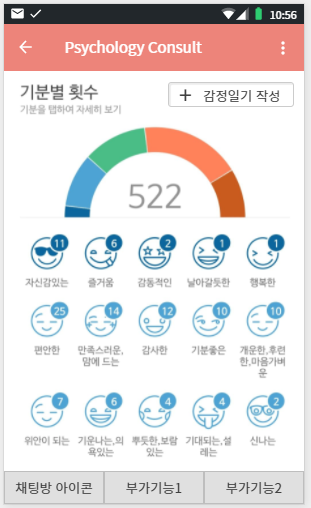 10:56
Psychology Consult
기분별 횟수
기분을 탭하여 자세히 보기
+ 감정일기 작성
522
11 6 2 1 1
자신감있는 즐거움 감동적인 날아갈듯한 행복한
25 14 12 10 10
편안한 만족스러운, 감사한 기분좋은 개운한,후련
맘에 드는 한,마음가벼
운
7 6 4 4 2
위안이 되는 기운나는,의 뿌듯한,보람 기대되는,설 신나는
욕있는 있는 레는
채팅방 아이콘 부가기능1 부가기능2